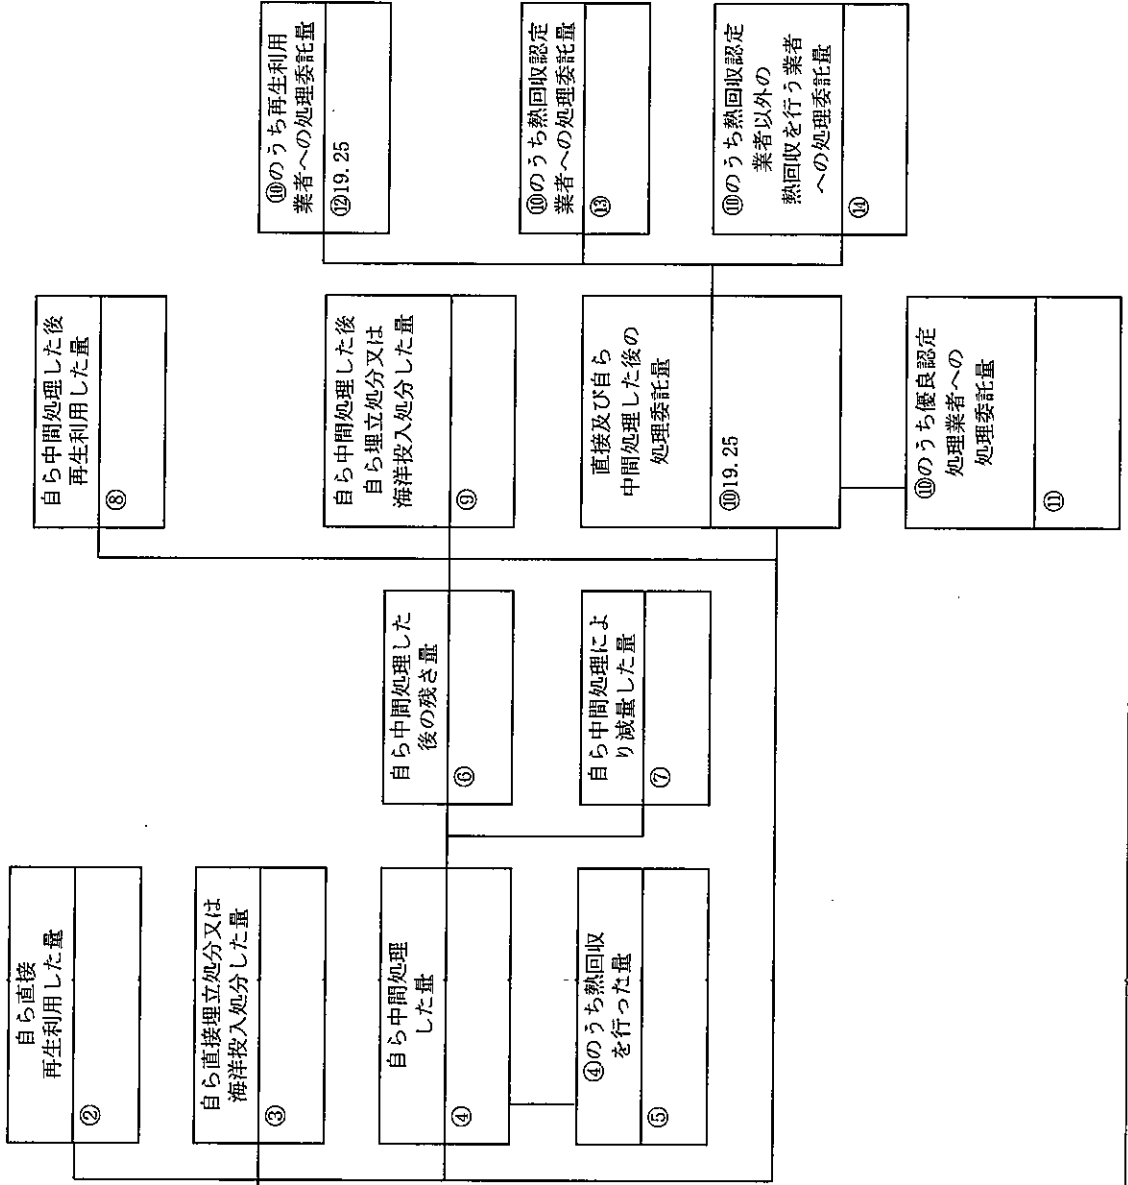 自ら直接
再生利用した量
②
自ら直接埋立処分又は
海洋投入処分した量
③
自ら中間処理
した量
④
④のうち熱回収
を行った量
⑤
自ら中間処理した
後の残さ量
⑥
自ら中間処理によ
り減量した量
⑦
自ら中間処理した後
再生利用した量
⑧
自ら中間処理した後
自ら埋立処分又は
海洋投入処分した量
⑨
直接及び自ら
中間処理した後の
処理委託量
⑩19.25
⑩のうち優良認定
処理業者への
処理委託量
⑪
⑩のうち再生利用
業者への処理委託量
⑫19.25
⑩のうち熱回収認定
業者への処理委託量
⑬
⑩のうち熱回収認定
業者以外の
熱回収を行う業者
への処理委託量
⑭